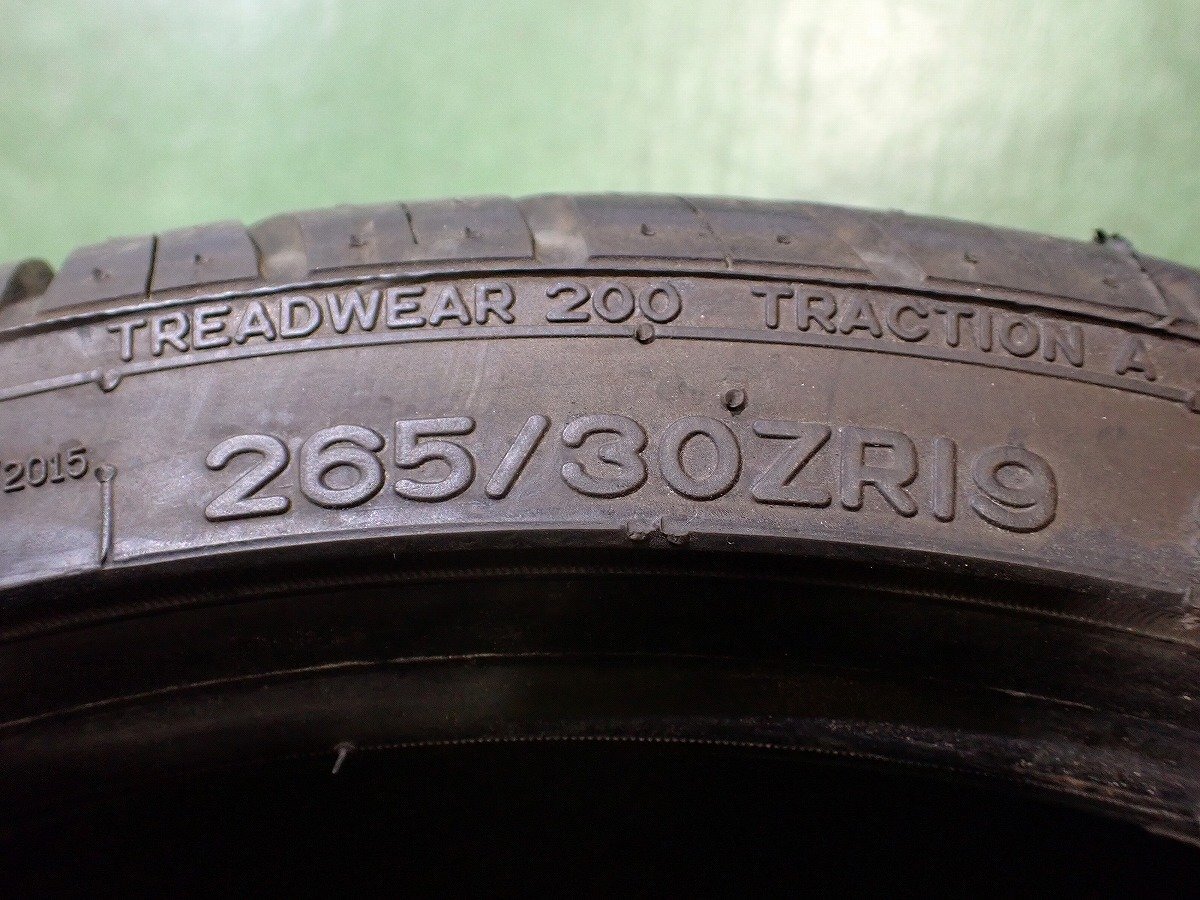 TREADWEAR 200 TRACTION A
/2015
265/30ZR19